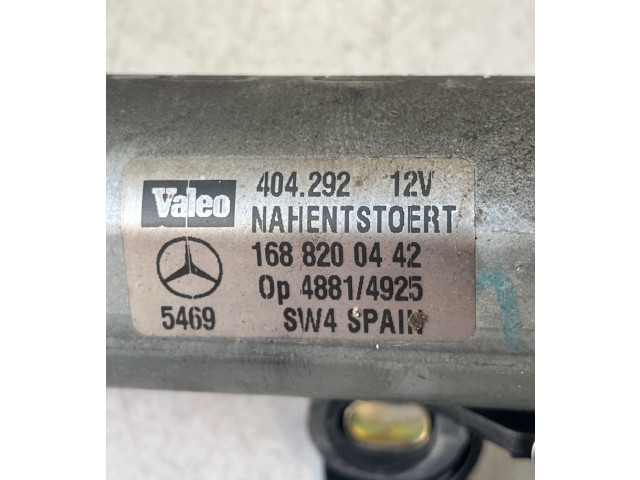 Valeo 404.292 12V
NAHENTSTOERT
168 820 04 42
Op 4881/4925
5469 SW4 SPAIN